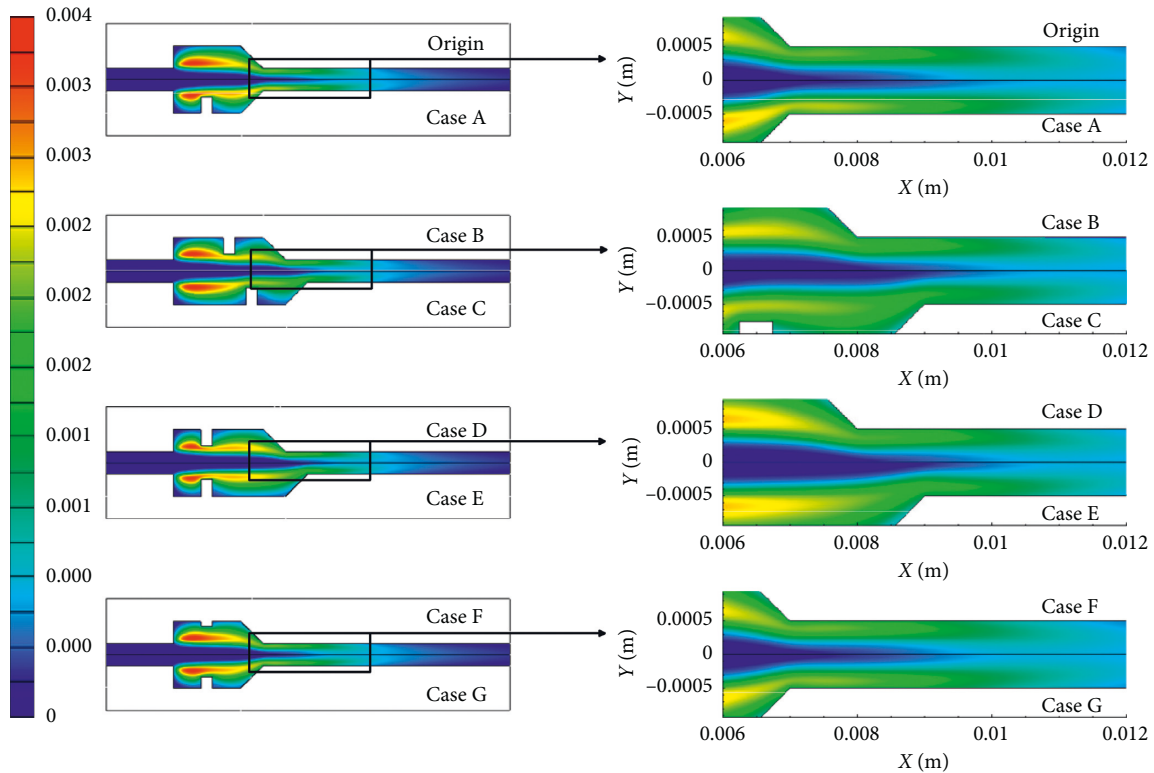 0.004
0.003
0.003
0.002
0.002
0.002
0.001
0.001
0.000
0.000
0
Origin
Case A
Y (m)
0.0005
0
−0.0005
Origin
Case A
0.006
0.008
0.01
0.012
X (m)
Case B
Case C
Y (m)
0.0005
0
−0.0005
Case B
Case C
0.006
0.008
0.01
0.012
X (m)
Case D
Case E
Y (m)
0.0005
0
−0.0005
Case D
Case E
0.006
0.008
0.01
0.012
X (m)
Case F
Case G
Y (m)
0.0005
0
−0.0005
Case F
Case G
0.006
0.008
0.01
0.012
X (m)